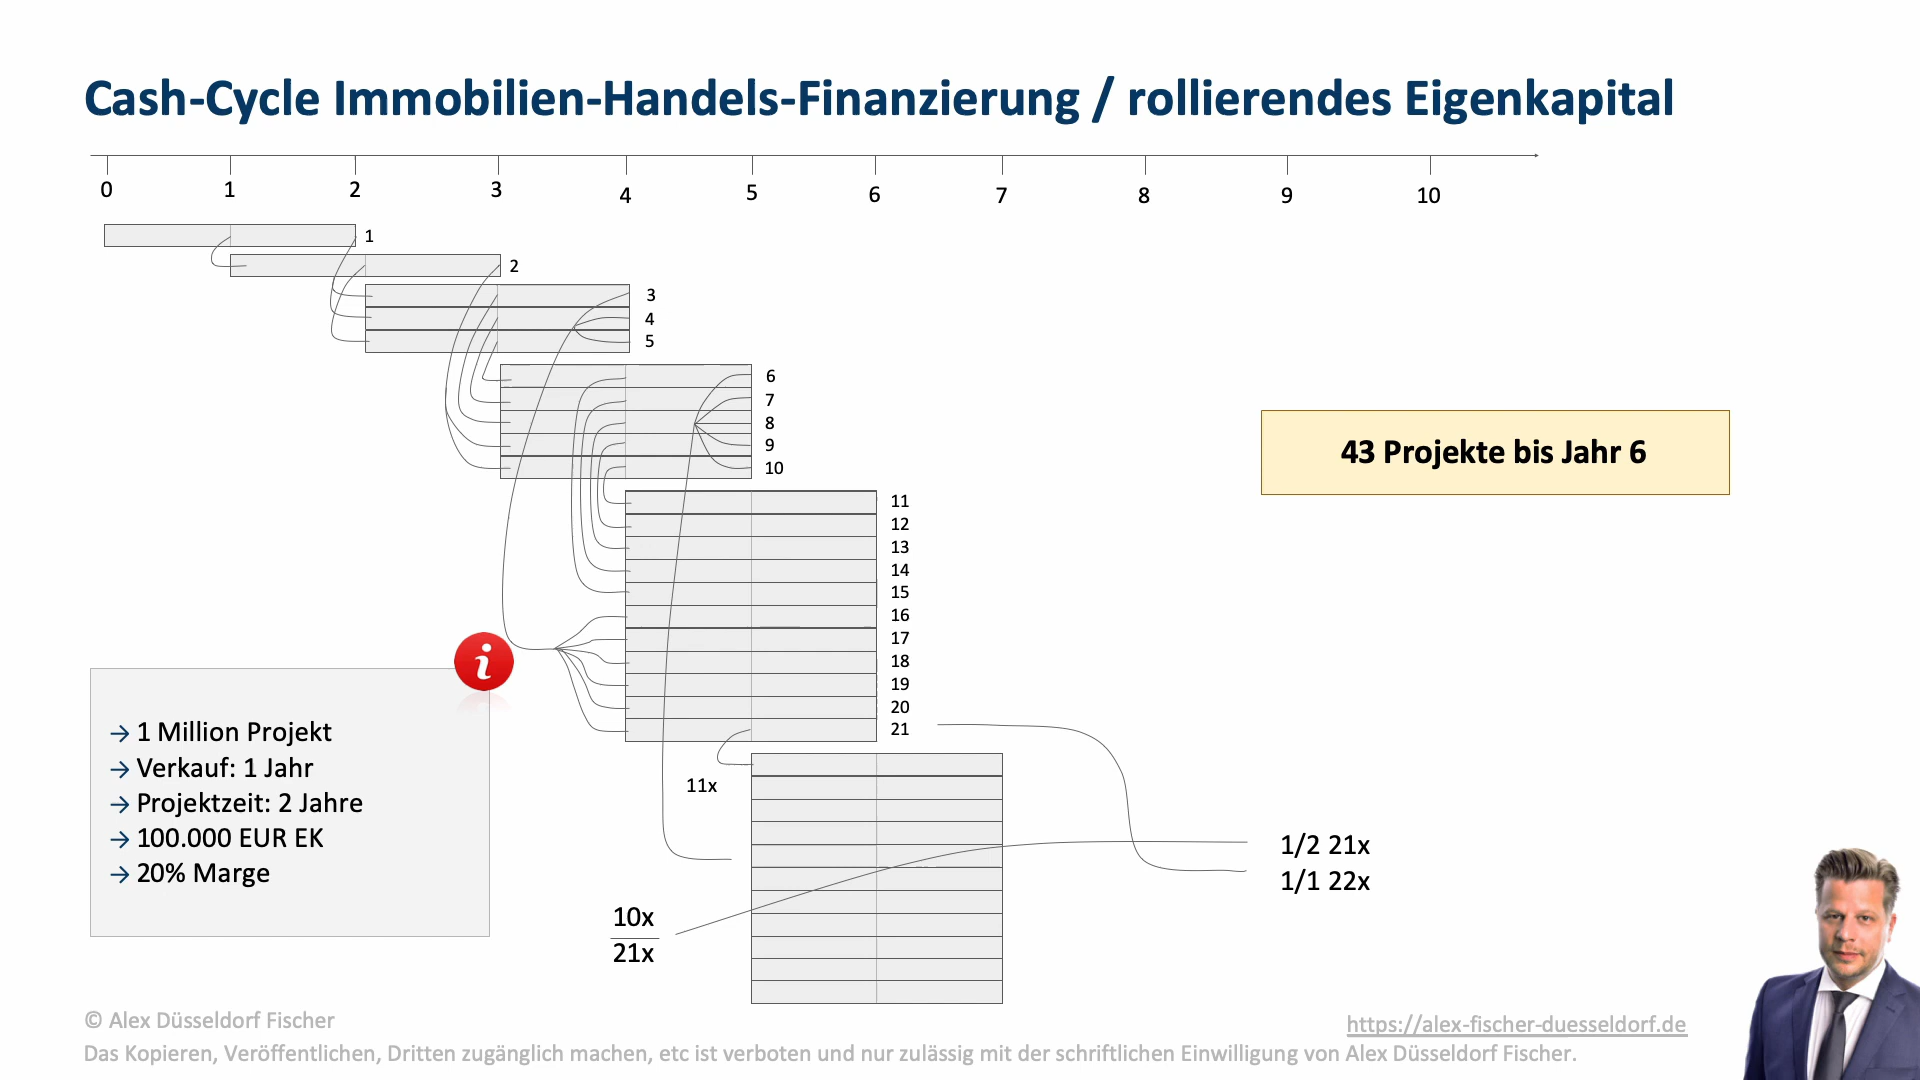 Cash-Cycle Immobilien-Handels-Finanzierung / rollierendes Eigenkapital
0 1 2 3 4 5 6 7 8 9 10
1
2
3
4
5
6
7
8
9
10
43 Projekte bis Jahr 6
11
12
13
14
15
16
17
18
19
20
21
i
→ 1 Million Projekt
→ Verkauf: 1 Jahr
→ Projektzeit: 2 Jahre
→ 100.000 EUR EK
→ 20% Marge
11x
10x
21x
1/2 21x
1/1 22x
© Alex Düsseldorf Fischer
https://alex-fischer-duesseldorf.de
Das Kopieren, Veröffentlichen, Dritten zugänglich machen, etc ist verboten und nur zulässig mit der schriftlichen Einwilligung von Alex Düsseldorf Fischer.